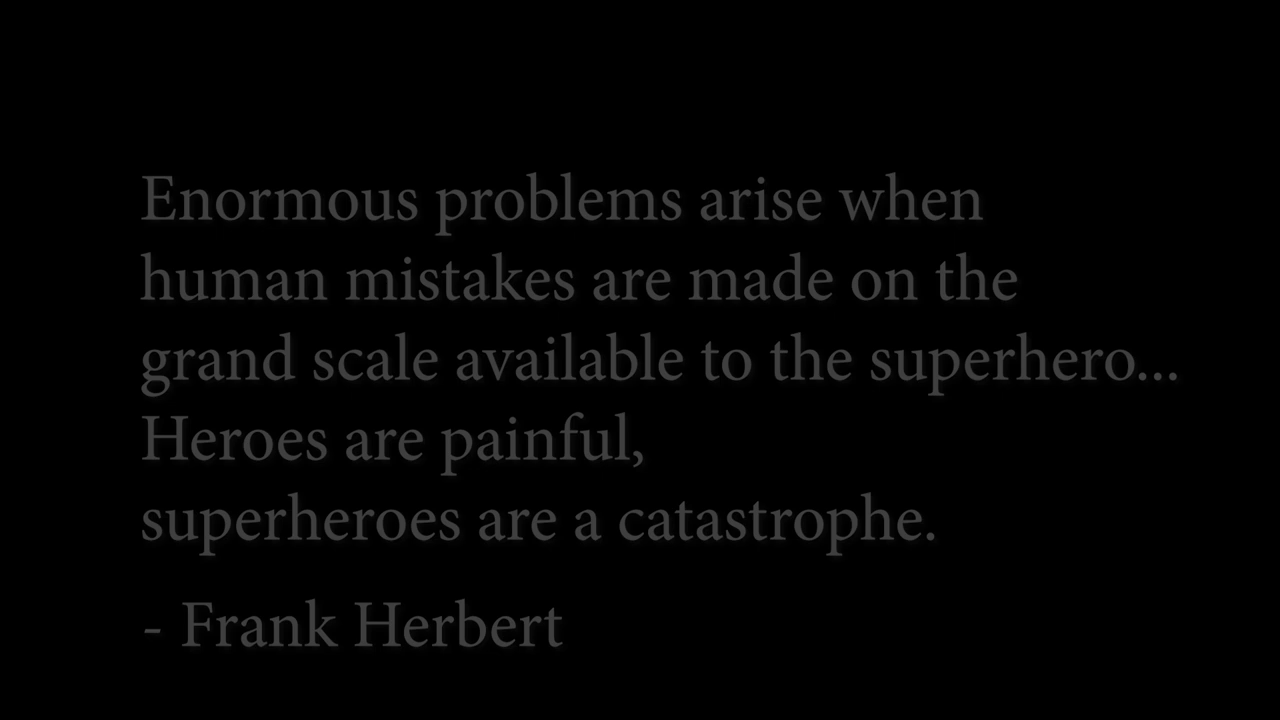 Enormous problems arise when
human mistakes are made on the
grand scale available to the superhero...
Heroes are painful,
superheroes are a catastrophe.
- Frank Herbert